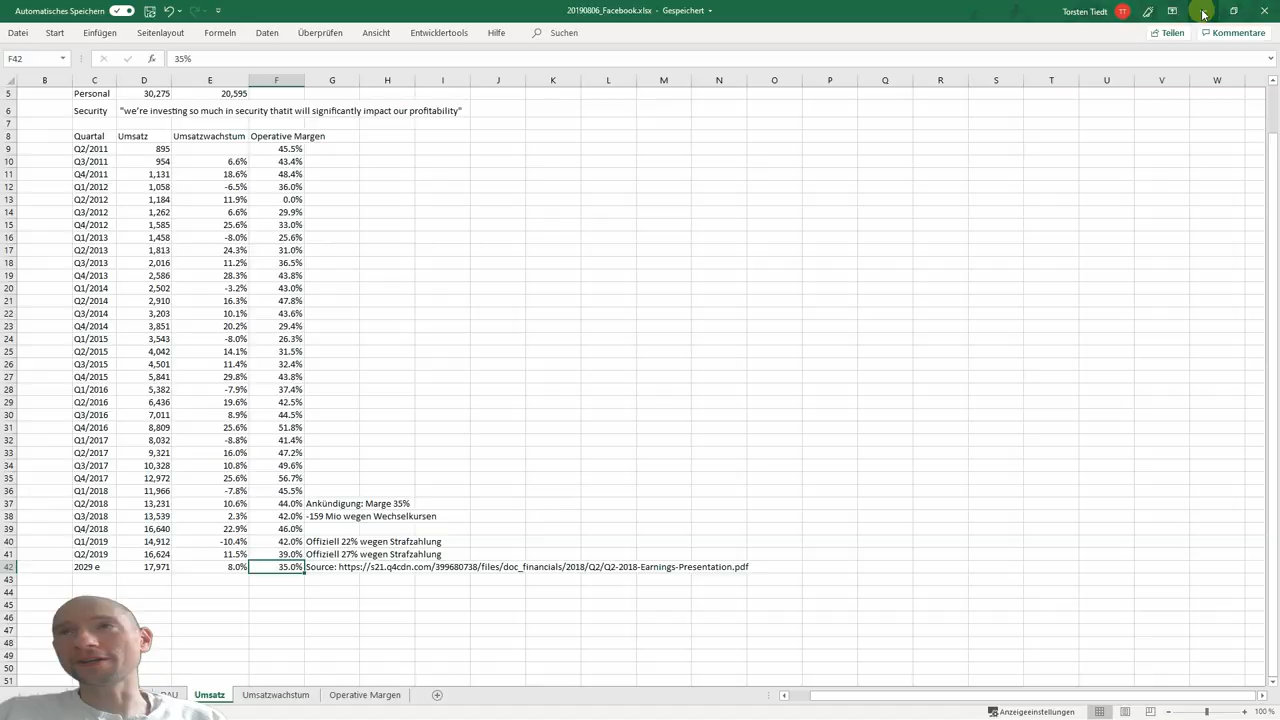 Automatisches Speichern
20190806_Facebook.xlsx - Gespeichert
Torsten Tiedt TT
Datei Start Einfügen Seitenlayout Formeln Daten Überprüfen Ansicht Entwicklertools Hilfe Suchen Teilen Kommentare
F42 fx 35%
B C D E F G H I J K L M N O P Q R S T U V W
5 Personal 30,275 20,595
6 Security "we're investing so much in security thatit will significantly impact our profitability"
7
8 Quartal Umsatz Umsatzwachstum Operative Margen
9 Q2/2011 895 45.5%
10 Q3/2011 954 6.6% 43.4%
11 Q4/2011 1,131 18.6% 48.4%
12 Q1/2012 1,058 -6.5% 36.0%
13 Q2/2012 1,184 11.9% 0.0%
14 Q3/2012 1,262 6.6% 29.9%
15 Q4/2012 1,585 25.6% 33.0%
16 Q1/2013 1,458 -8.0% 25.6%
17 Q2/2013 1,813 24.3% 31.0%
18 Q3/2013 2,016 11.2% 36.5%
19 Q4/2013 2,586 28.3% 43.8%
20 Q1/2014 2,502 -3.2% 43.0%
21 Q2/2014 2,910 16.3% 47.8%
22 Q3/2014 3,203 10.1% 43.6%
23 Q4/2014 3,851 20.2% 29.4%
24 Q1/2015 3,543 -8.0% 26.3%
25 Q2/2015 4,042 14.1% 31.5%
26 Q3/2015 4,501 11.4% 32.4%
27 Q4/2015 5,841 29.8% 43.8%
28 Q1/2016 5,382 -7.9% 37.4%
29 Q2/2016 6,436 19.6% 42.5%
30 Q3/2016 7,011 8.9% 44.5%
31 Q4/2016 8,809 25.6% 51.8%
32 Q1/2017 8,032 -8.8% 41.4%
33 Q2/2017 9,321 16.0% 47.2%
34 Q3/2017 10,328 10.8% 49.6%
35 Q4/2017 12,972 25.6% 56.7%
36 Q1/2018 11,966 -7.8% 45.5%
37 Q2/2018 13,231 10.6% 44.0% Ankündigung: Marge 35%
38 Q3/2018 13,539 2.3% 42.0% -159 Mio wegen Wechselkursen
39 Q4/2018 16,640 22.9% 46.0%
40 Q1/2019 14,912 -10.4% 42.0% Offiziell 22% wegen Strafzahlung
41 Q2/2019 16,624 11.5% 39.0% Offiziell 27% wegen Strafzahlung
42 2029 e 17,971 8.0% 35.0% Source: https://s21.q4cdn.com/399680738/files/doc_financials/2018/Q2/Q2-2018-Earnings-Presentation.pdf
43
44
45
46
47
48
49
50
51
DAU Umsatz Umsatzwachstum Operative Margen
Anzeigeeinstellungen 100 %